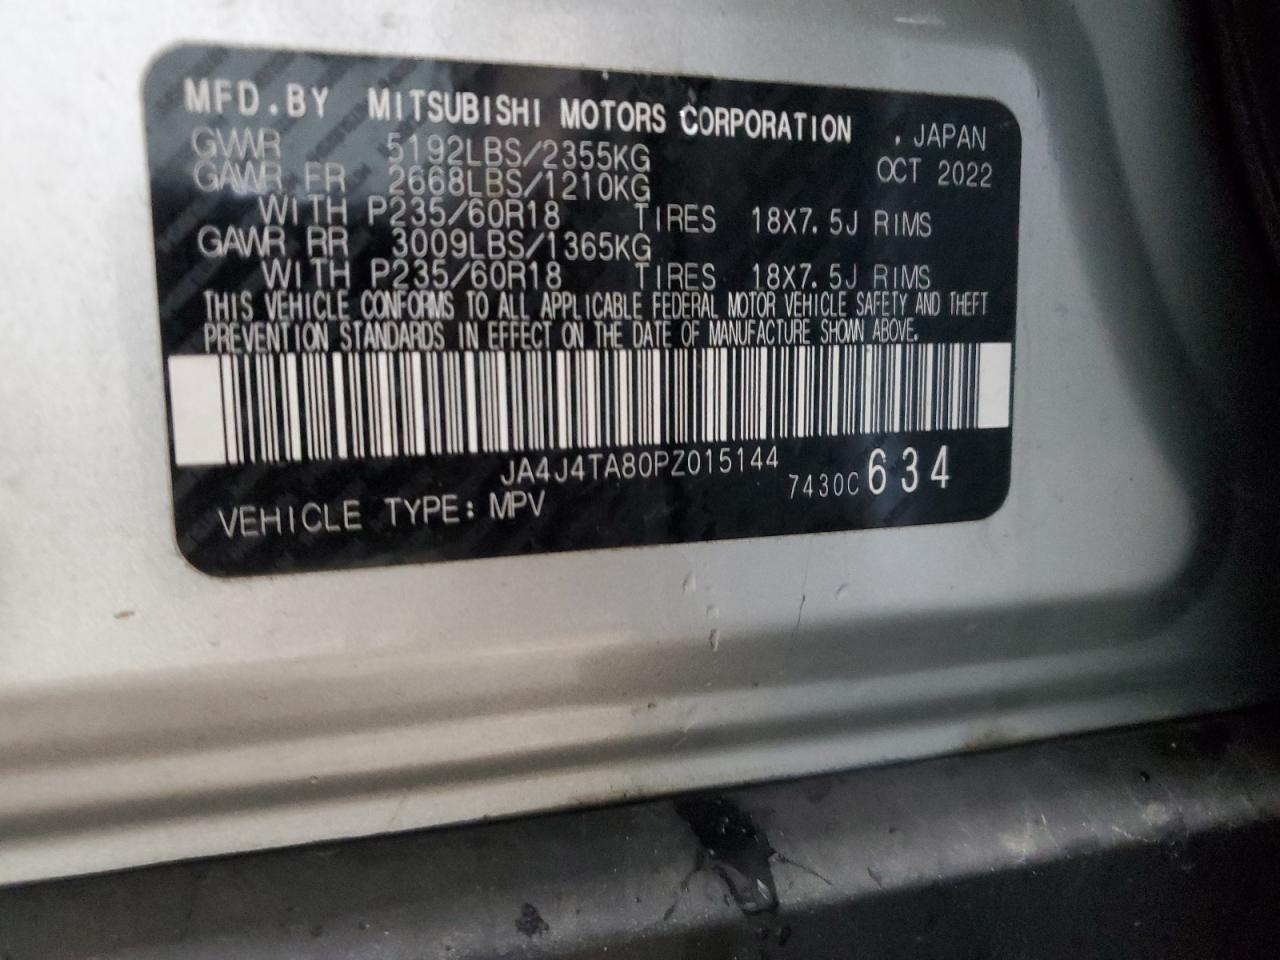 MFD.BY MITSUBISHI MOTORS CORPORATION , JAPAN
GVWR 5192LBS/2355KG OCT 2022
GAWR FR 2668LBS/1210KG
WITH P235/60R18 TIRES 18X7.5J RIMS
GAWR RR 3009LBS/1365KG
WITH P235/60R18 TIRES 18X7.5J RIMS
THIS VEHICLE CONFORMS TO ALL APPLICABLE FEDERAL MOTOR VEHICLE SAFETY AND THEFT
PREVENTION STANDARDS IN EFFECT ON THE DATE OF MANUFACTURE SHOWN ABOVE.
JA4J4TA80PZ015144
7430C 634
VEHICLE TYPE: MPV